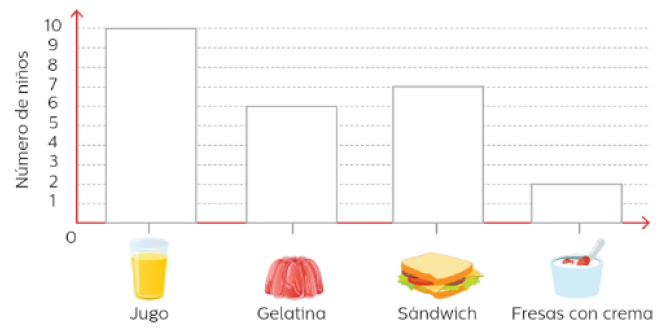 Número de niños
10
9
8
7
6
5
4
3
2
1
0
Jugo
Gelatina
Sándwich
Fresas con crema